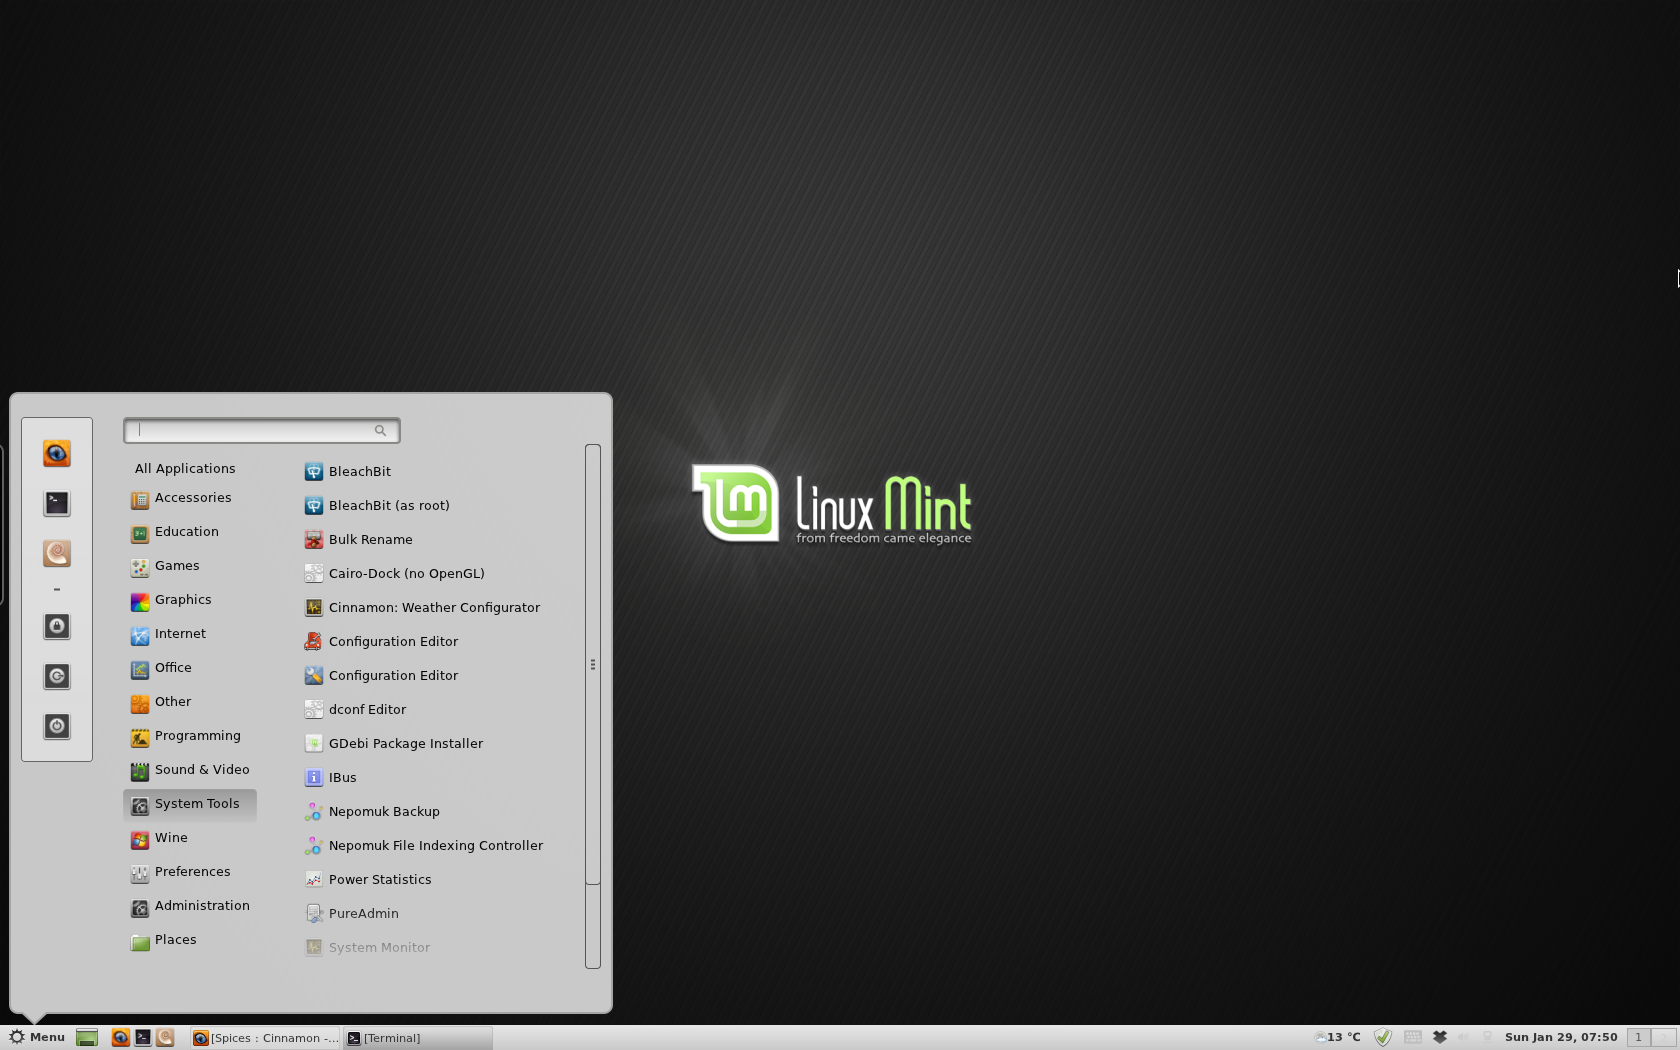 Linux Mint
from freedom came elegance
All Applications
Accessories
Education
Games
Graphics
Internet
Office
Other
Programming
Sound & Video
System Tools
Wine
Preferences
Administration
Places
BleachBit
BleachBit (as root)
Bulk Rename
Cairo-Dock (no OpenGL)
Cinnamon: Weather Configurator
Configuration Editor
Configuration Editor
dconf Editor
GDebi Package Installer
IBus
Nepomuk Backup
Nepomuk File Indexing Controller
Power Statistics
PureAdmin
System Monitor
Menu
[Spices : Cinnamon -...
[Terminal]
13 °C
Sun Jan 29, 07:50
1
2